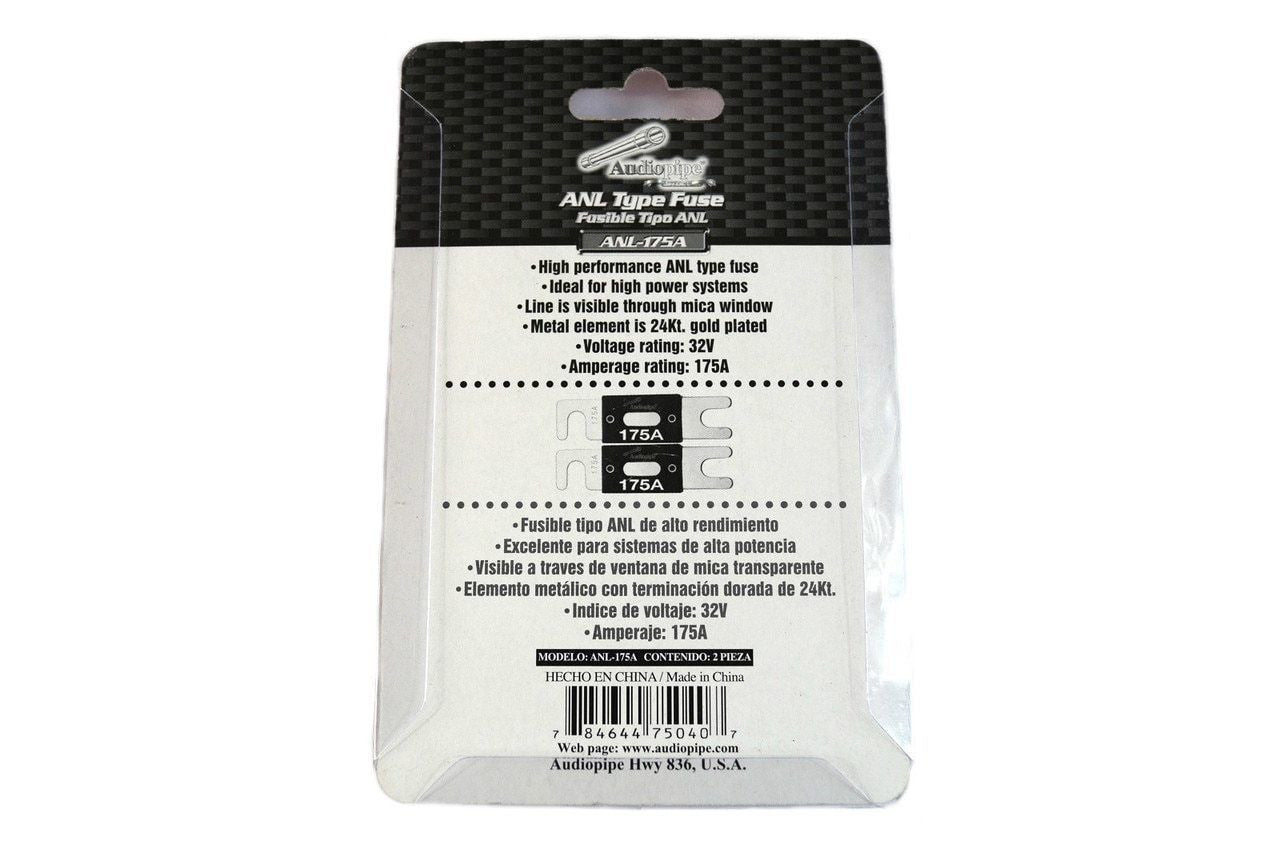 Audiopipe
ANL Type Fuse
Fusible Tipo ANL
ANL-175A
•High performance ANL type fuse
•Ideal for high power systems
•Line is visible through mica window
•Metal element is 24Kt. gold plated
•Voltage rating: 32V
•Amperage rating: 175A
175A
Audiopipe
175A
175A
Audiopipe
175A
•Fusible tipo ANL de alto rendimiento
•Excelente para sistemas de alta potencia
•Visible a traves de ventana de mica transparente
•Elemento metálico con terminación dorada de 24Kt.
•Indice de voltaje: 32V
•Amperaje: 175A
MODELO: ANL-175A CONTENIDO: 2 PIEZA
HECHO EN CHINA / Made in China
7 84644 75040 7
Web page: www.audiopipe.com
Audiopipe Hwy 836, U.S.A.